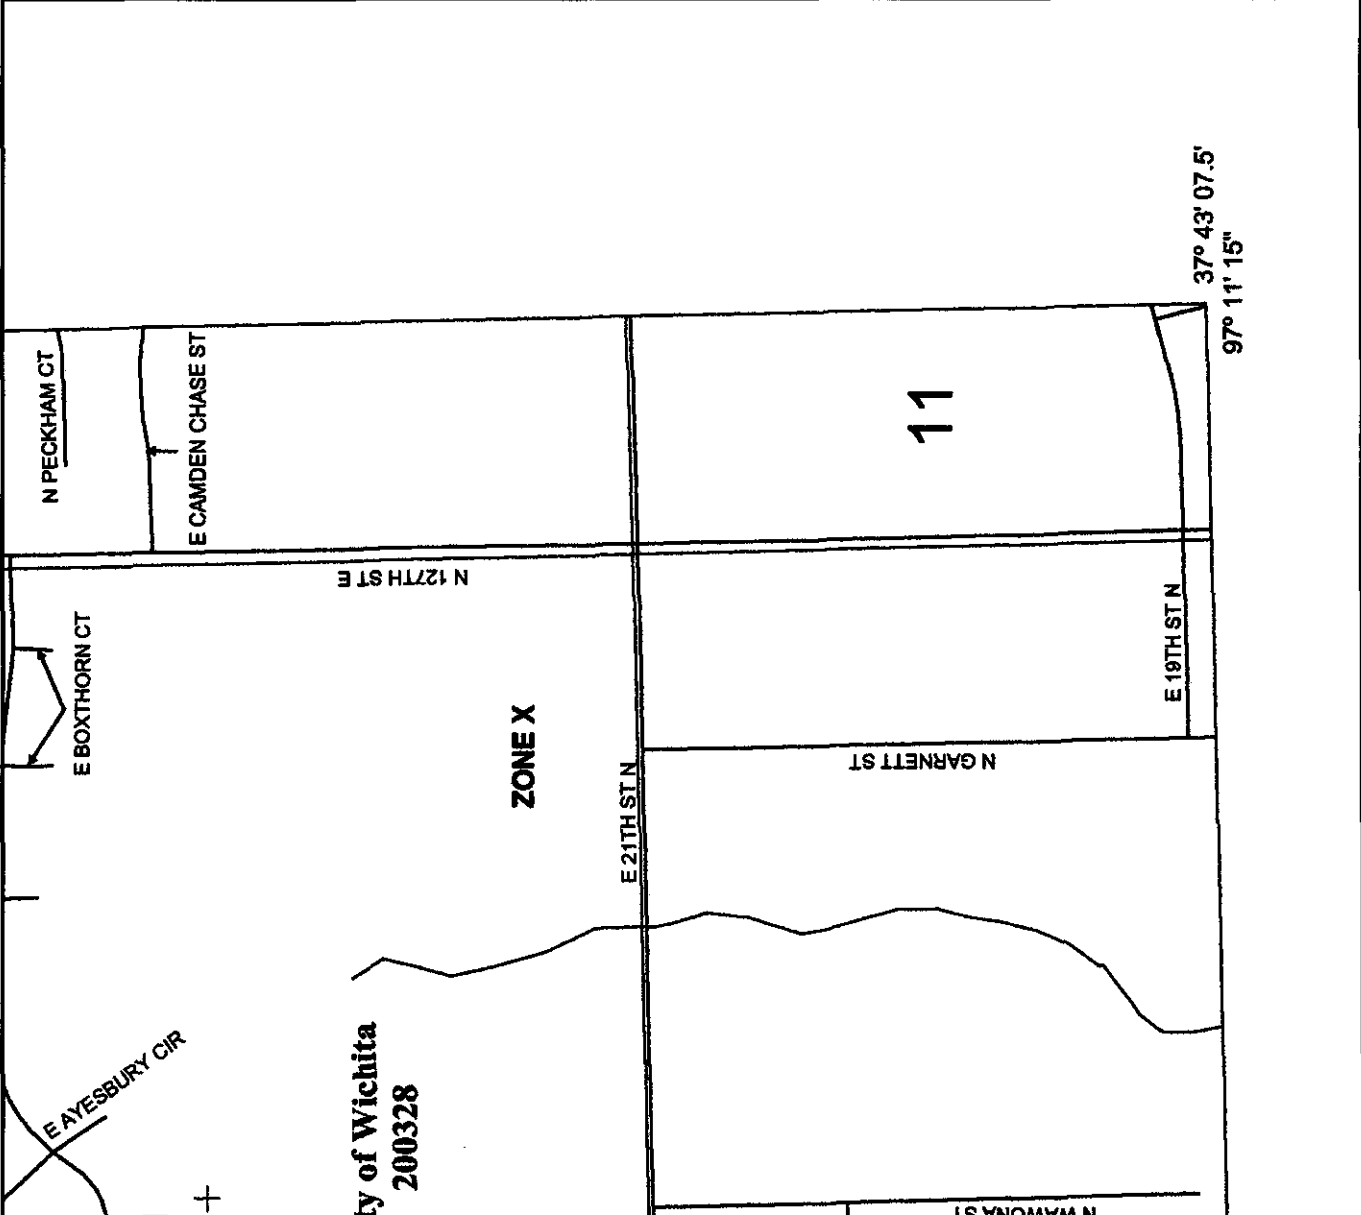 37° 43' 07.5'
97° 11' 15"
N PECKHAM CT
E CAMDEN CHASE ST
11
N 127TH ST E
E BOXTHORN CT
E 19TH ST N
ZONE X
E 21TH ST N
N GARNETT ST
E AYESBURY CIR
ty of Wichita
200328
N WAWONA ST